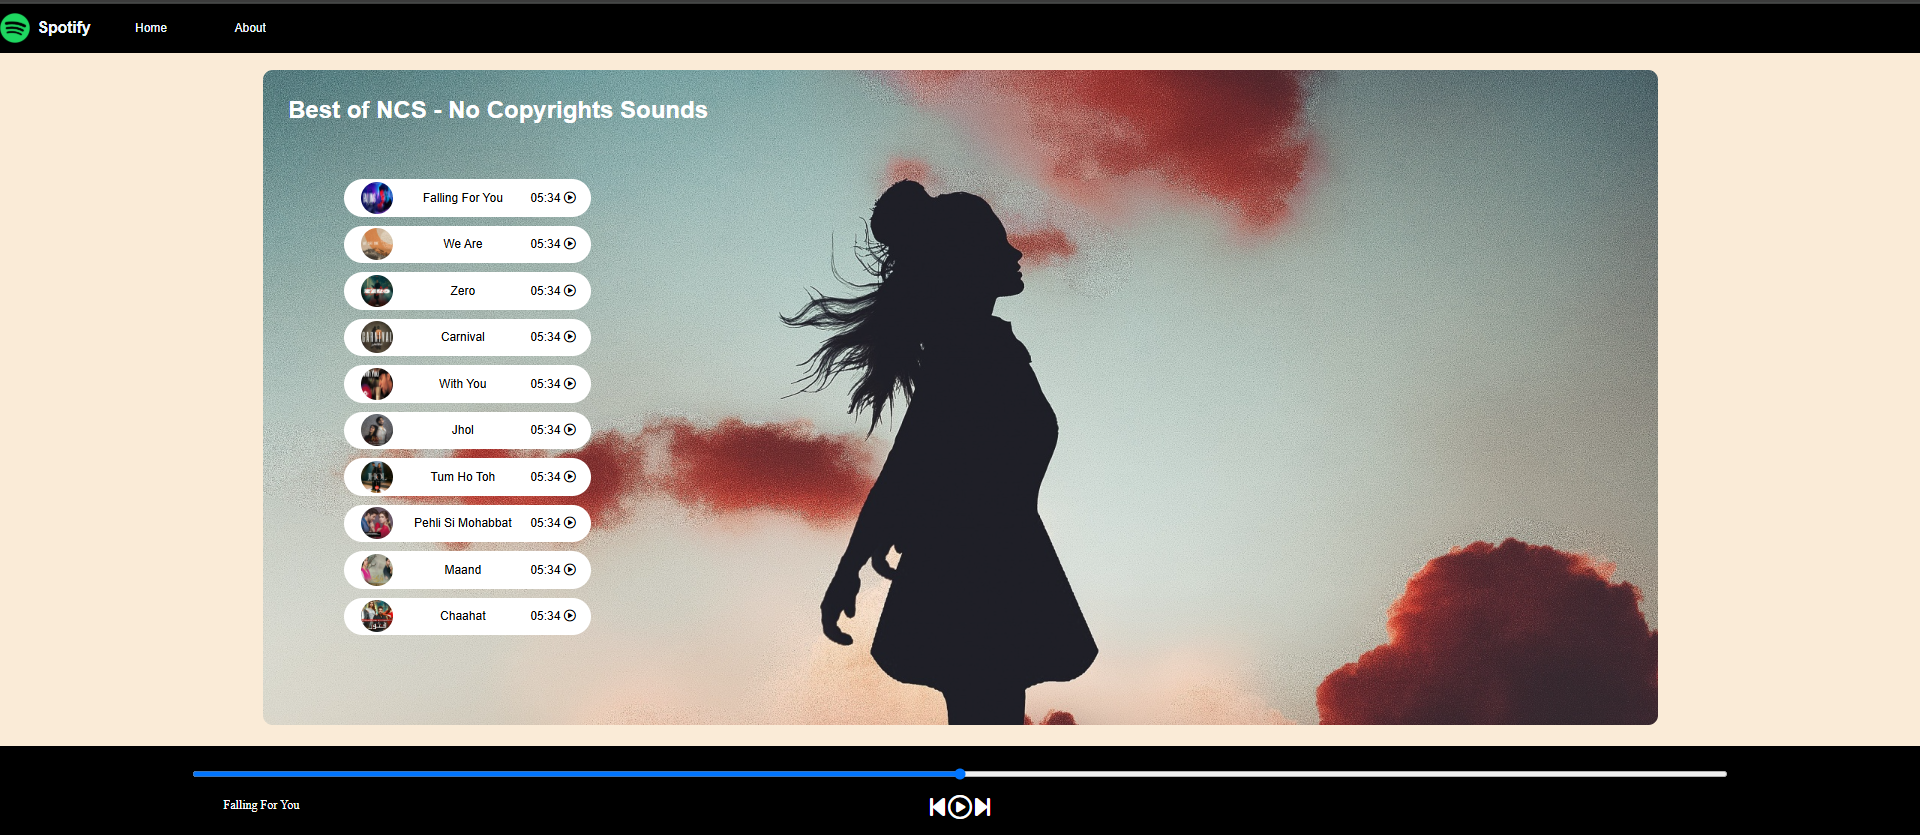 Spotify Home About
Best of NCS - No Copyrights Sounds
Falling For You 05:34
We Are 05:34
Zero 05:34
CARNIVAL Carnival 05:34
With You 05:34
Jhol 05:34
Tum Ho Toh 05:34
Pehli Si Mohabbat 05:34
Maand 05:34
Chaahat 05:34
Falling For You